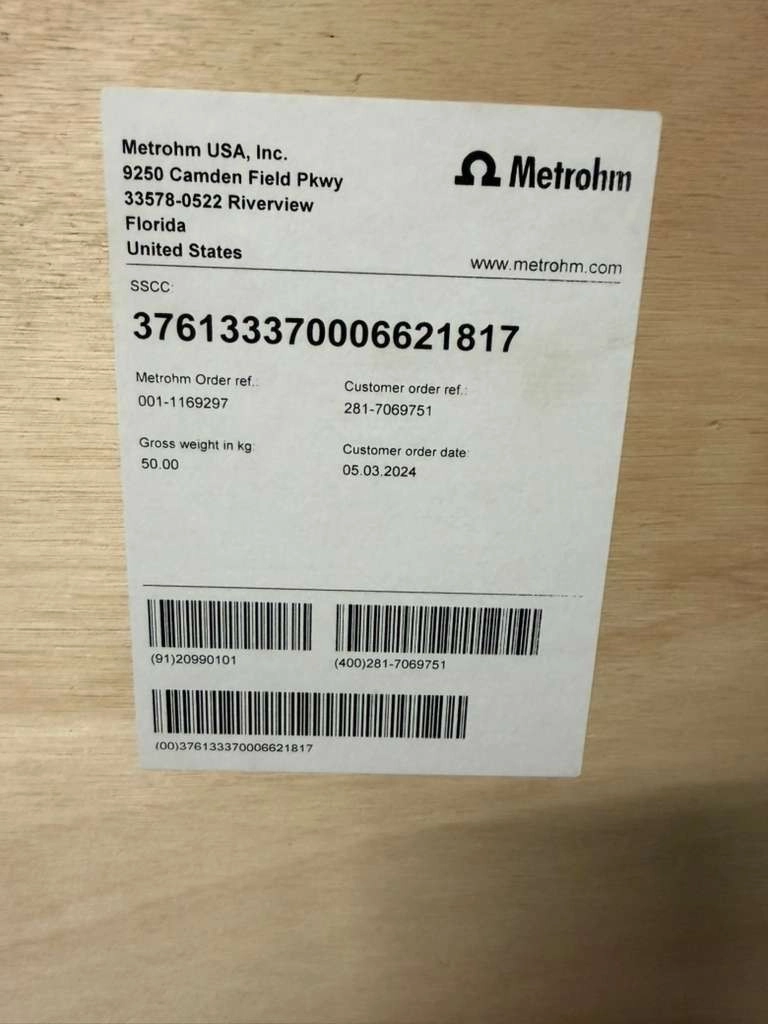 Metrohm USA, Inc.
9250 Camden Field Pkwy
33578-0522 Riverview
Florida
United States
Metrohm
www.metrohm.com
SSCC:
376133370006621817
Metrohm Order ref.:
001-1169297
Customer order ref.:
281-7069751
Gross weight in kg:
50.00
Customer order date:
05.03.2024
(91)20990101
(400)281-7069751
(00)376133370006621817